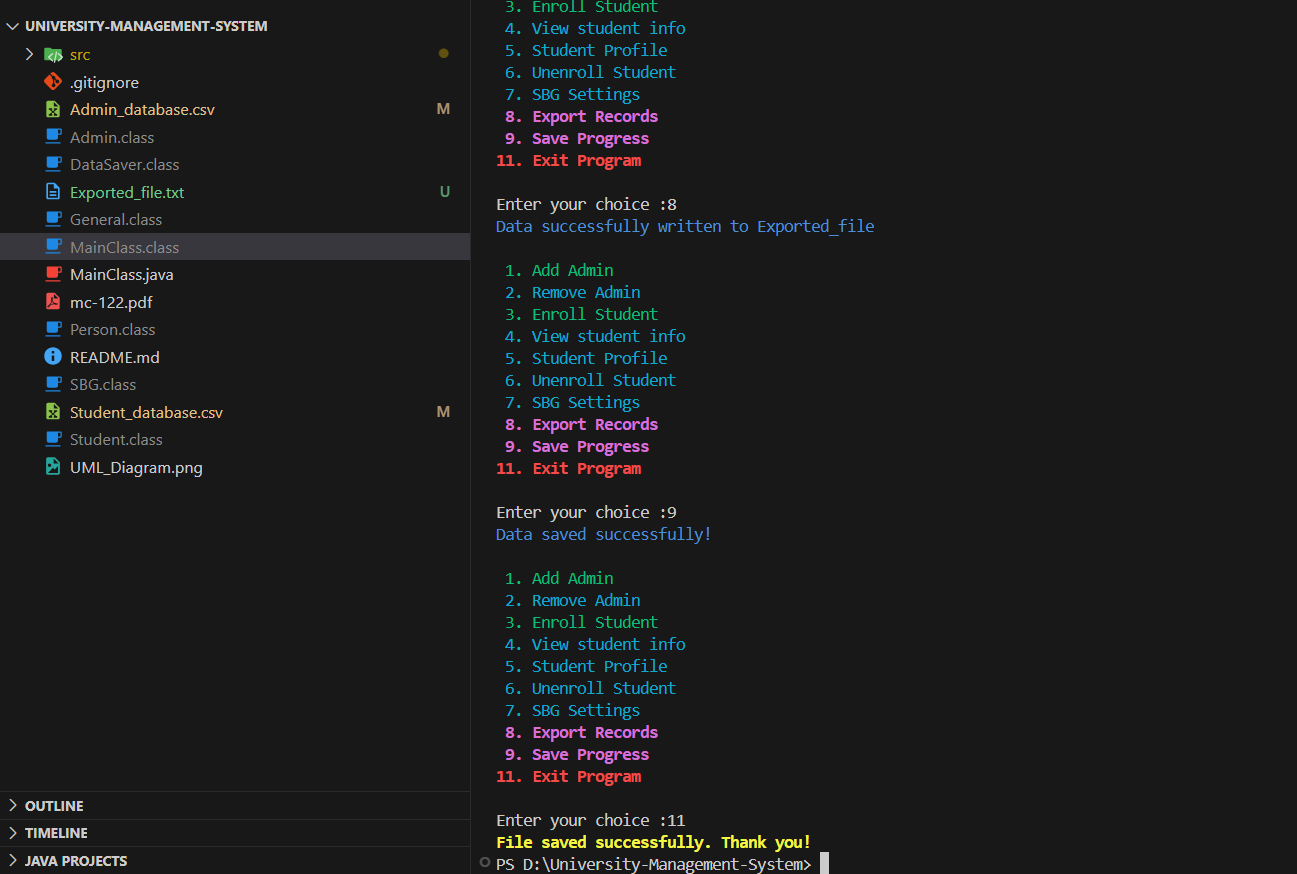 UNIVERSITY-MANAGEMENT-SYSTEM
src
.gitignore
Admin_database.csv M
Admin.class
DataSaver.class
Exported_file.txt U
General.class
MainClass.class
MainClass.java
mc-122.pdf
Person.class
README.md
SBG.class
Student_database.csv M
Student.class
UML_Diagram.png
OUTLINE
TIMELINE
JAVA PROJECTS
3. Enroll Student
4. View student info
5. Student Profile
6. Unenroll Student
7. SBG Settings
8. Export Records
9. Save Progress
11. Exit Program
Enter your choice :8
Data successfully written to Exported_file
1. Add Admin
2. Remove Admin
3. Enroll Student
4. View student info
5. Student Profile
6. Unenroll Student
7. SBG Settings
8. Export Records
9. Save Progress
11. Exit Program
Enter your choice :9
Data saved successfully!
1. Add Admin
2. Remove Admin
3. Enroll Student
4. View student info
5. Student Profile
6. Unenroll Student
7. SBG Settings
8. Export Records
9. Save Progress
11. Exit Program
Enter your choice :11
File saved successfully. Thank you!
PS D:\University-Management-System>